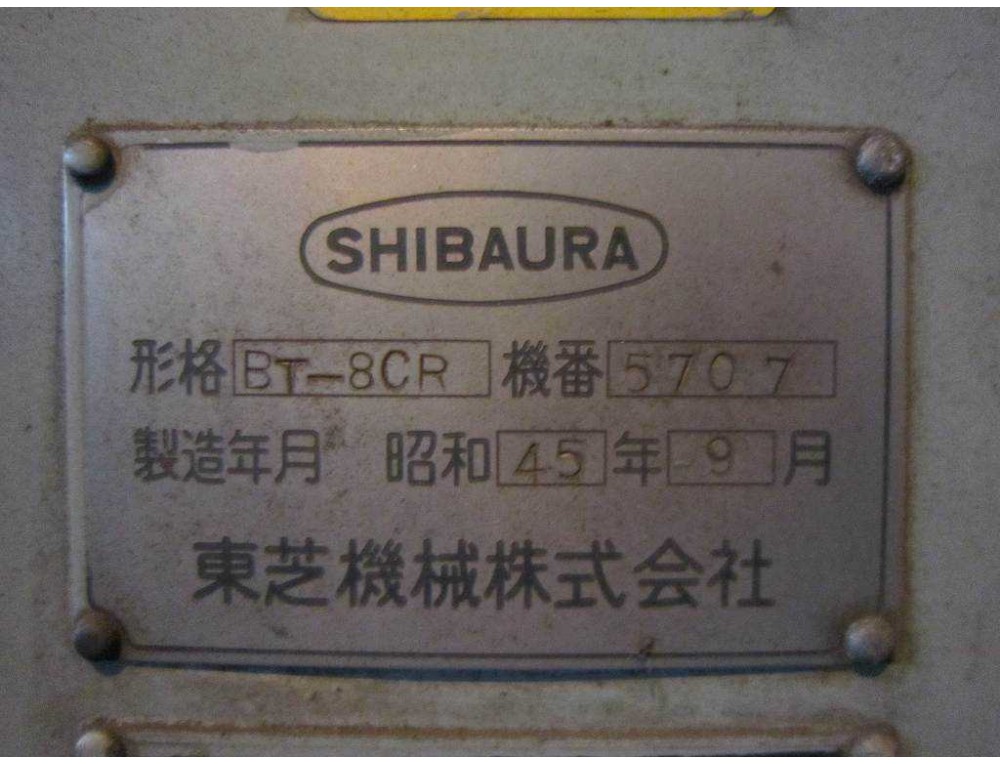 SHIBAURA
形格 BT-8CR 機番 5707
製造年月 昭和 45 年 9 月
東芝機械株式会社